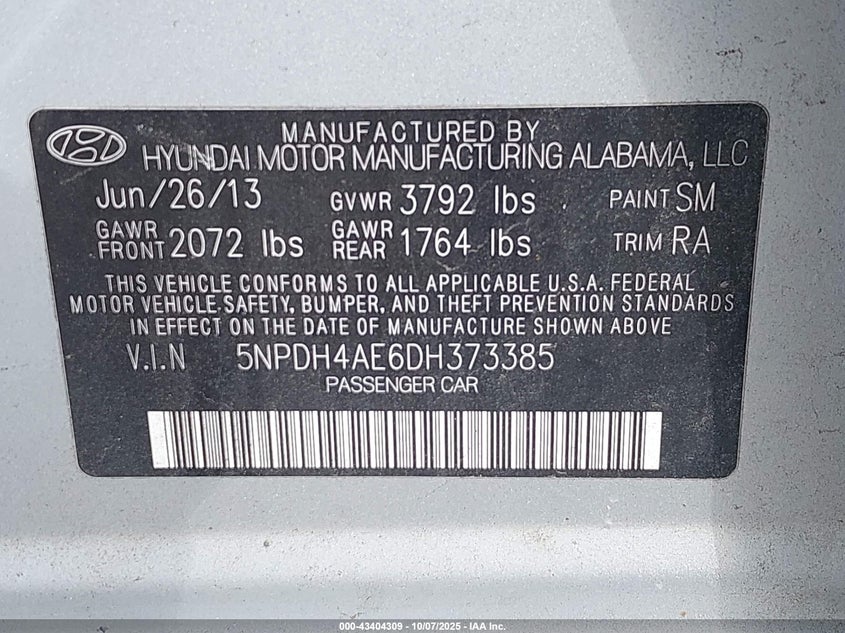 MANUFACTURED BY
HYUNDAI MOTOR MANUFACTURING ALABAMA, LLC
Jun/26/13 GVWR 3792 lbs PAINT SM
GAWR FRONT 2072 lbs GAWR REAR 1764 lbs TRIM RA
THIS VEHICLE CONFORMS TO ALL APPLICABLE U.S.A. FEDERAL
MOTOR VEHICLE SAFETY, BUMPER, AND THEFT PREVENTION STANDARDS
IN EFFECT ON THE DATE OF MANUFACTURE SHOWN ABOVE
V.I.N 5NPDH4AE6DH373385
PASSENGER CAR
000-43404309 - 10/07/2025 - IAA Inc.